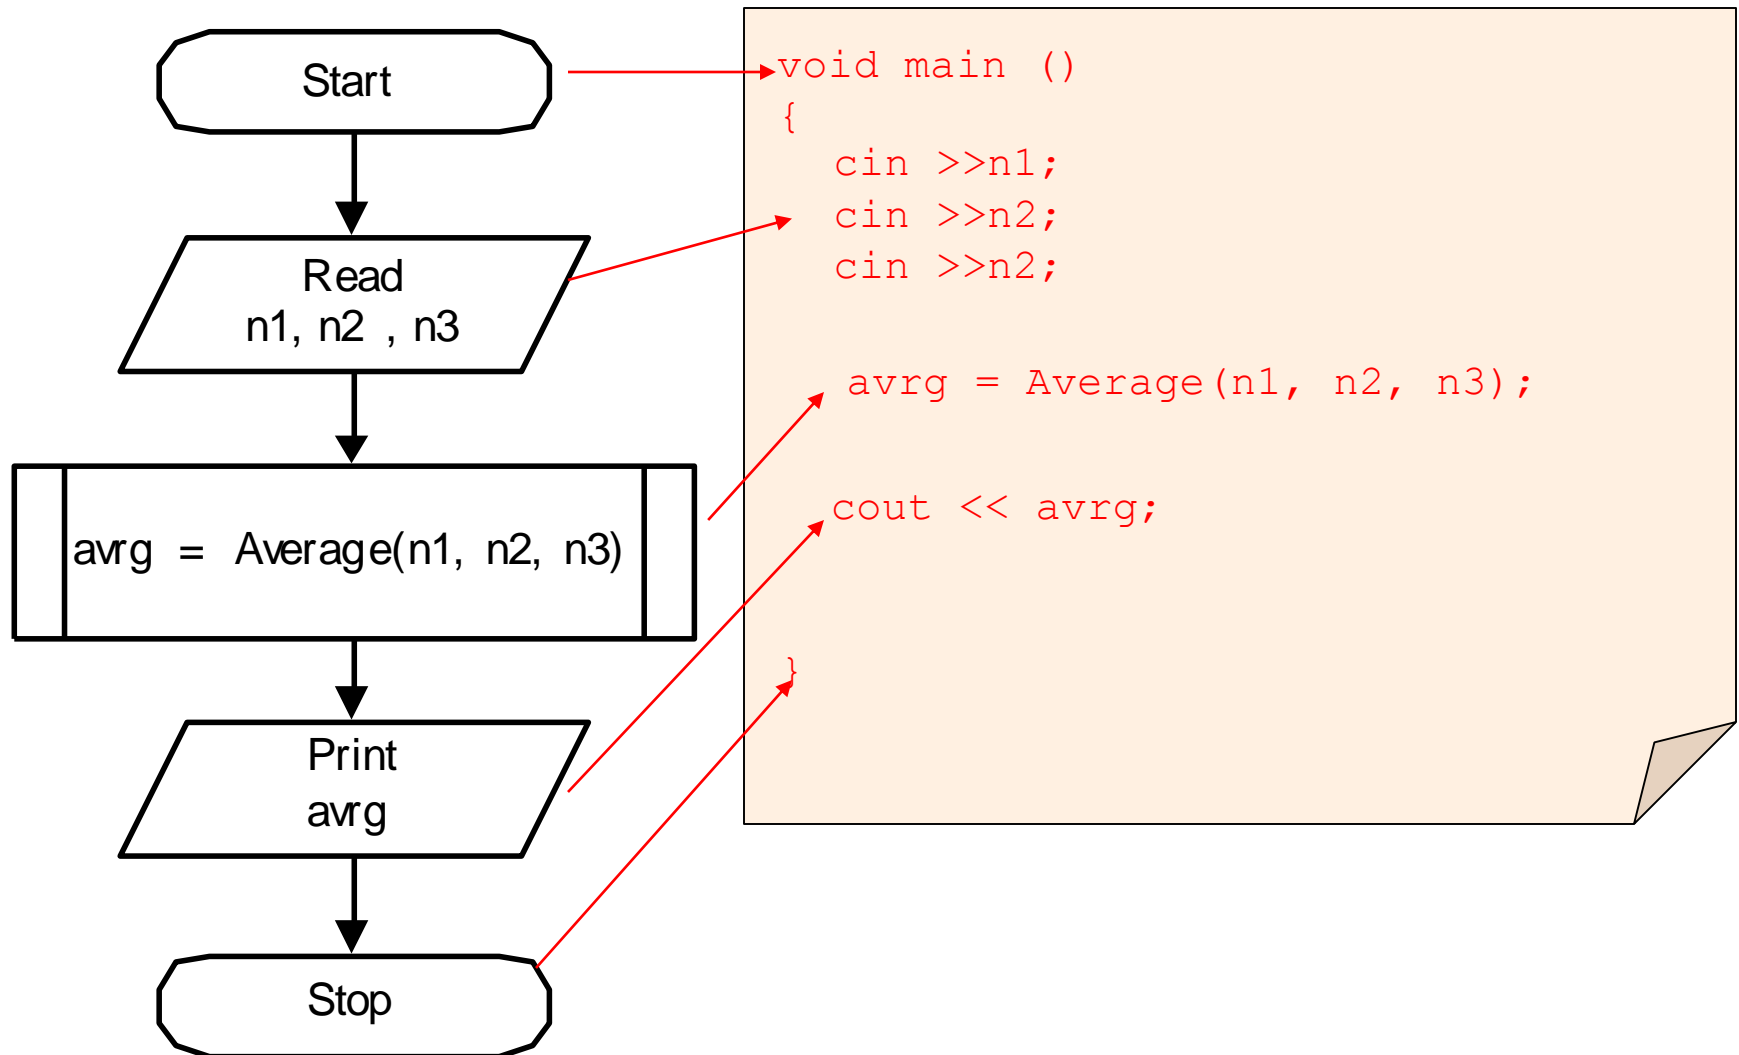 Start
Read
n1, n2 , n3
avrg = Average(n1, n2, n3)
Print
avrg
Stop
void main ()
{
cin >>n1;
cin >>n2;
cin >>n2;
avrg = Average(n1, n2, n3);
cout << avrg;
}